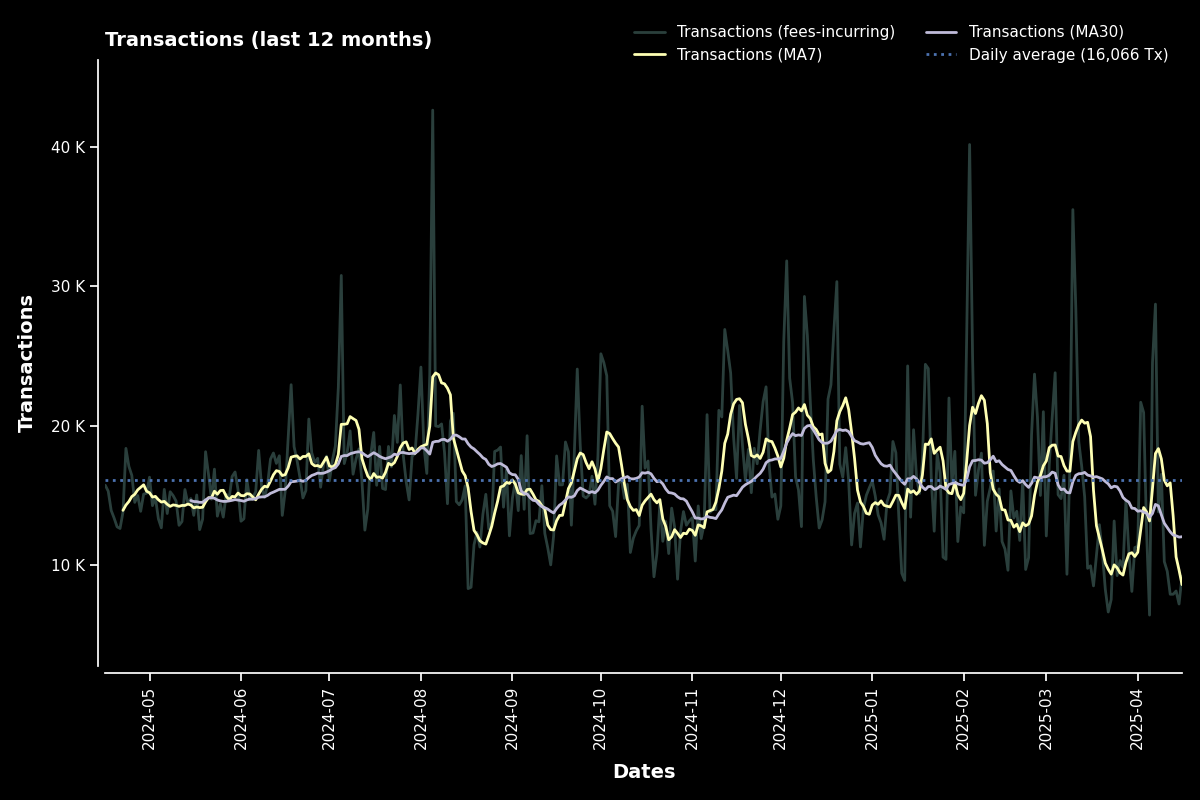 Transactions (last 12 months)
Transactions (fees-incurring)
Transactions (MA7)
Transactions (MA30)
Daily average (16,066 Tx)
Transactions
40 K
30 K
20 K
10 K
2024-05
2024-06
2024-07
2024-08
2024-09
2024-10
2024-11
2024-12
2025-01
2025-02
2025-03
2025-04
Dates